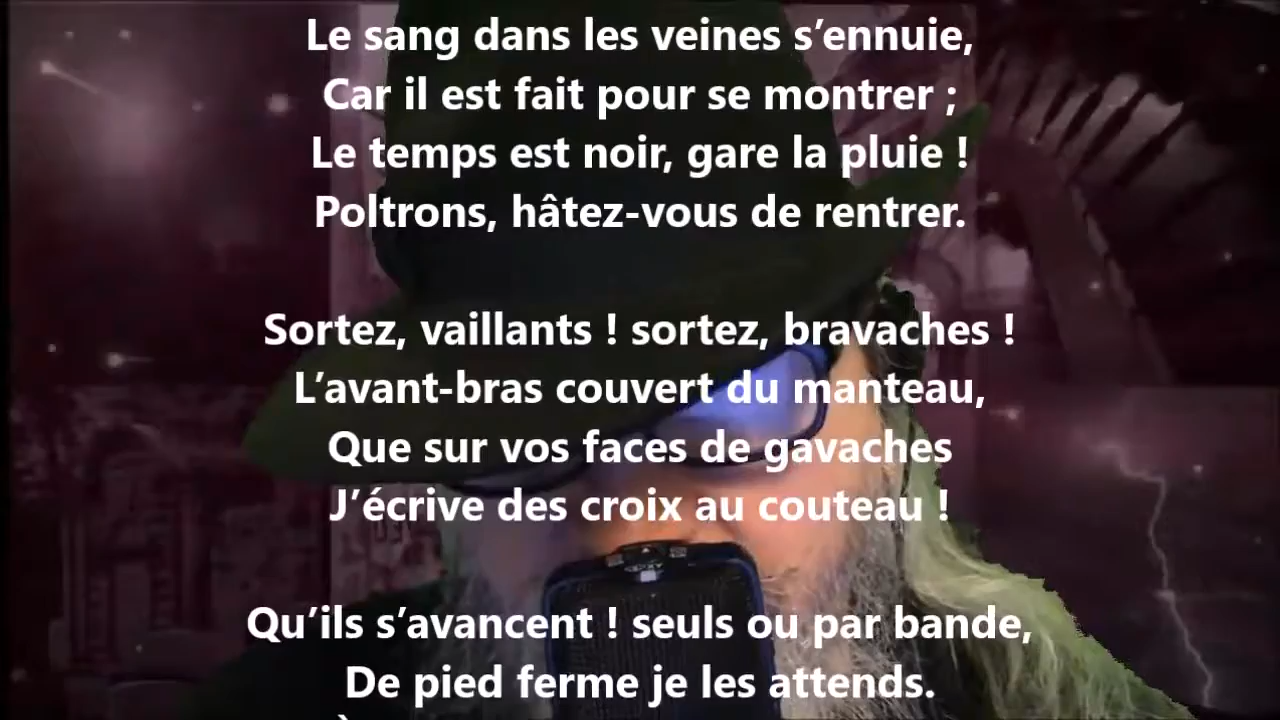 Le sang dans les veines s’ennuie,
Car il est fait pour se montrer ;
Le temps est noir, gare la pluie !
Poltrons, hâtez-vous de rentrer.
Sortez, vaillants ! sortez, bravaches !
L’avant-bras couvert du manteau,
Que sur vos faces de gavaches
J’écrive des croix au couteau !
Qu’ils s’avancent ! seuls ou par bande,
De pied ferme je les attends.